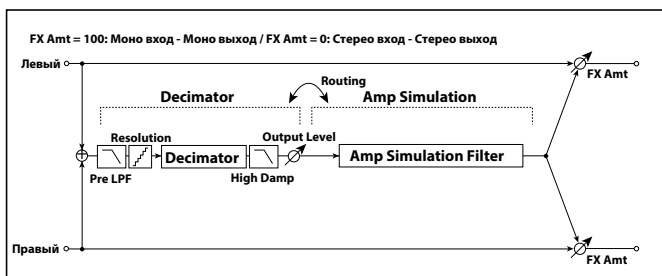 FX Amt = 100: Моно вход - Моно выход / FX Amt = 0: Стерео вход - Стерео выход
Левый
FX Amt
Routing
Decimator
Amp Simulation
Resolution
Output Level
Decimator
Amp Simulation Filter
Pre LPF
High Damp
Правый
FX Amt